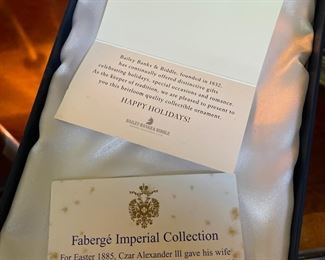 Bailey Banks & Biddle, founded in 1832,
has continually offered distinctive gifts
celebrating holidays, special occasions and romance.
As the keeper of tradition, we are pleased to present to
you this heirloom quality collectible ornament.
HAPPY HOLIDAYS!
BAILEY BANKS & BIDDLE
Fabergé Imperial Collection
For Easter 1885, Czar Alexander lll gave his wife